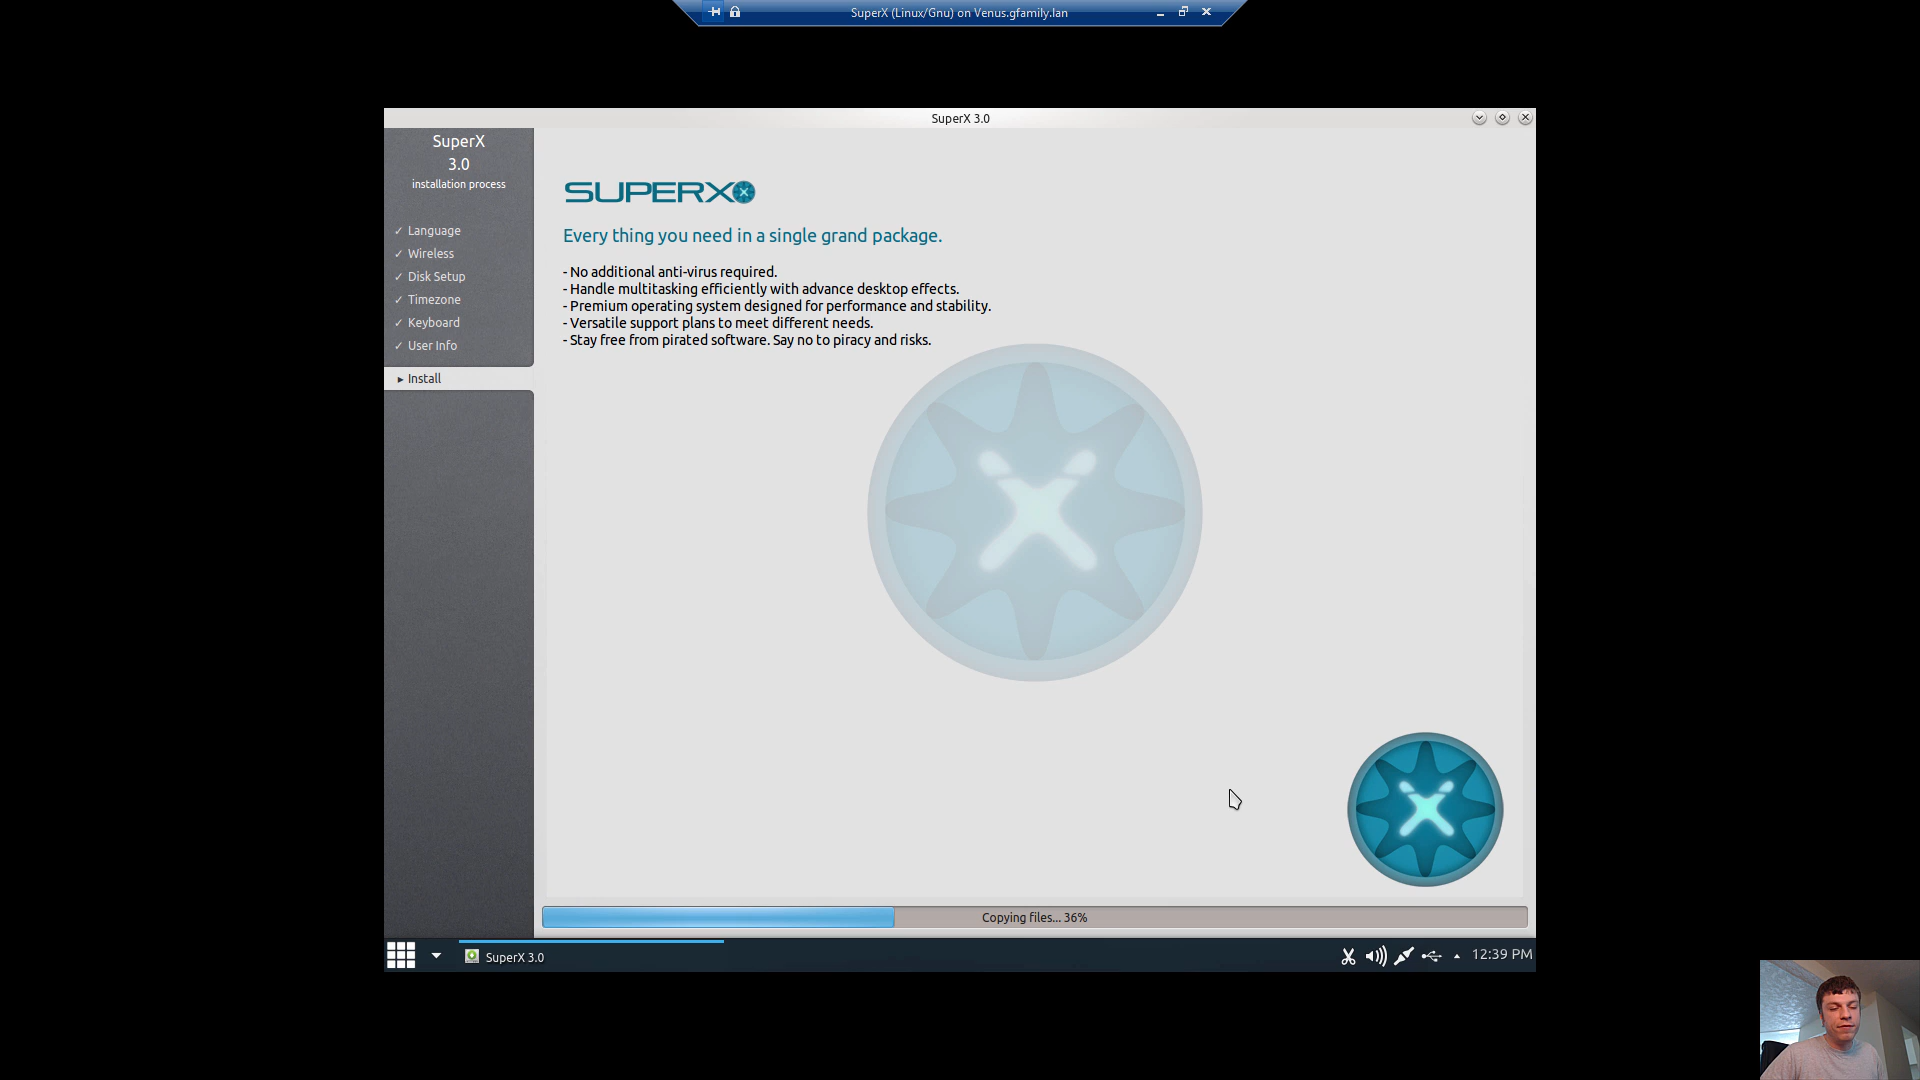 SuperX (Linux/Gnu) on Venus.gfamily.lan
SuperX 3.0
SuperX
3.0
installation process
✓ Language
✓ Wireless
✓ Disk Setup
✓ Timezone
✓ Keyboard
✓ User Info
▸ Install
SUPERX
Every thing you need in a single grand package.
- No additional anti-virus required.
- Handle multitasking efficiently with advance desktop effects.
- Premium operating system designed for performance and stability.
- Versatile support plans to meet different needs.
- Stay free from pirated software. Say no to piracy and risks.
Copying files... 36%
SuperX 3.0
12:39 PM